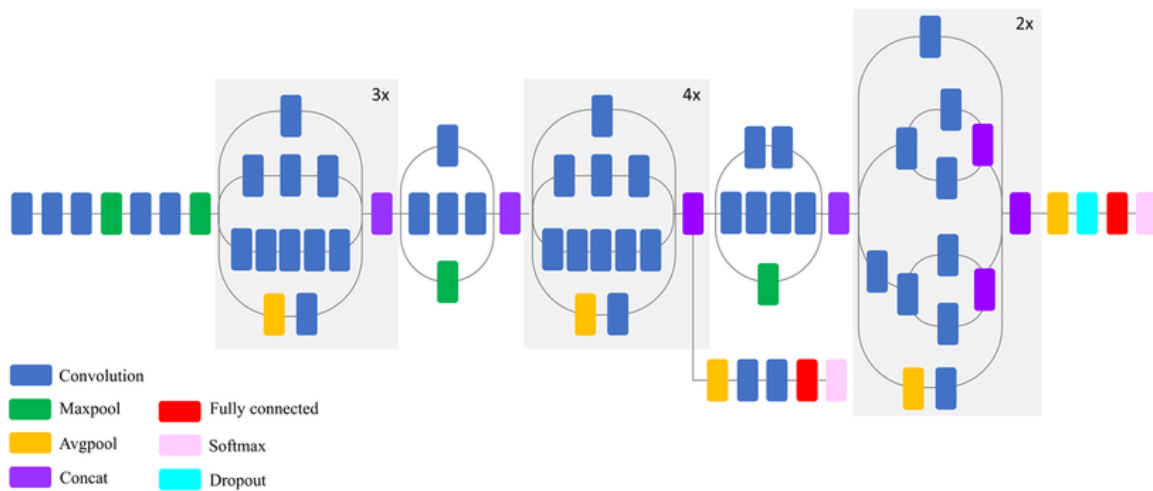 2x
3x
4x
Convolution
Maxpool
Fully connected
Avgpool
Softmax
Concat
Dropout